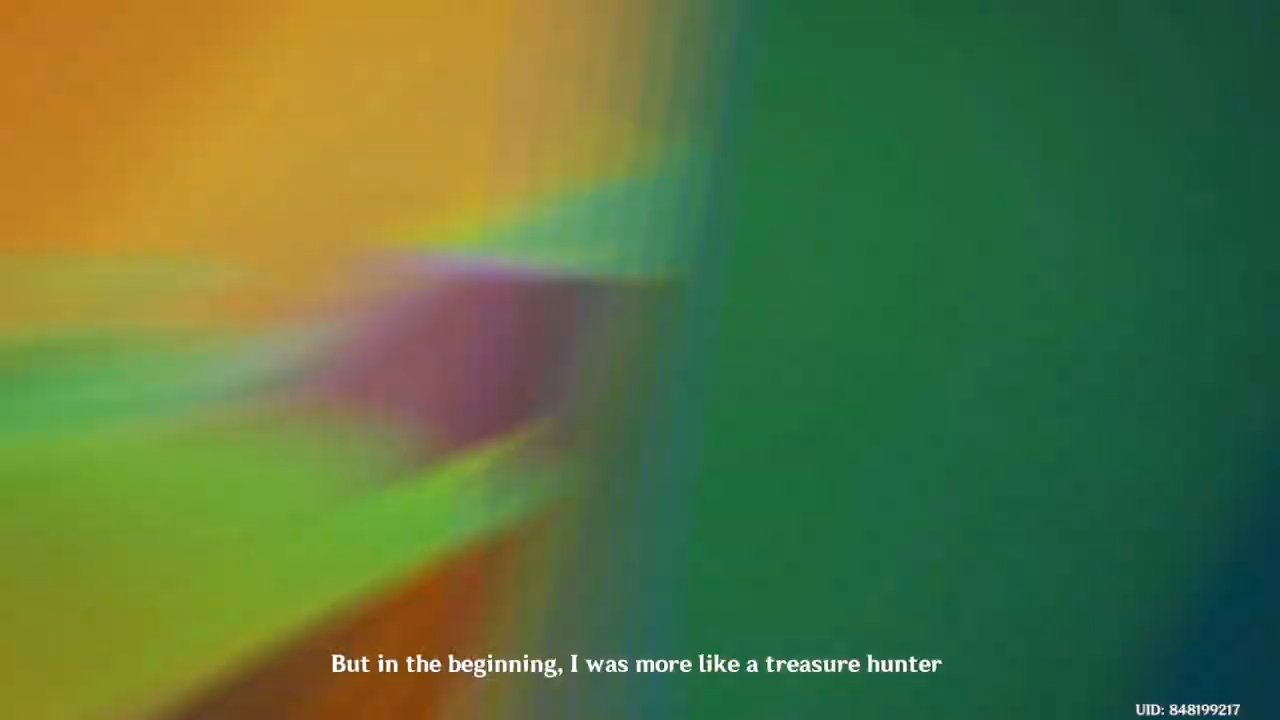 But in the beginning, I was more like a treasure hunter
UID: 848199217